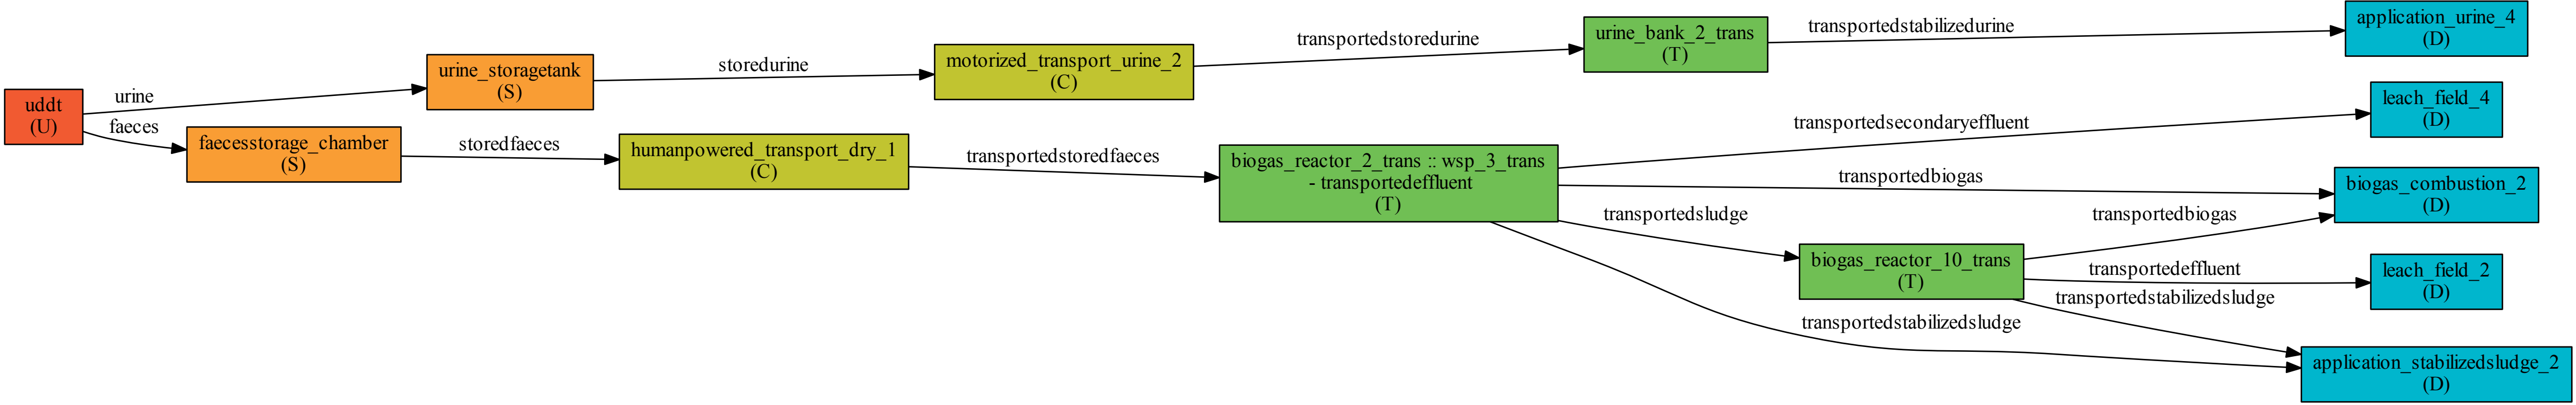 uddt
(U)
urine
faeces
urine_storagetank
(S)
faecesstorage_chamber
(S)
storedurine
storedfaeces
motorized_transport_urine_2
(C)
humanpowered_transport_dry_1
(C)
transportedstoredurine
transportedstoredfaeces
urine_bank_2_trans
(T)
biogas_reactor_2_trans :: wsp_3_trans
- transportedeffluent
(T)
transportedstabilizedurine
transportedsecondaryeffluent
transportedbiogas
transportedsludge
biogas_reactor_10_trans
(T)
transportedbiogas
transportedeffluent
transportedstabilizedsludge
transportedstabilizedsludge
application_urine_4
(D)
leach_field_4
(D)
biogas_combustion_2
(D)
leach_field_2
(D)
application_stabilizedsludge_2
(D)